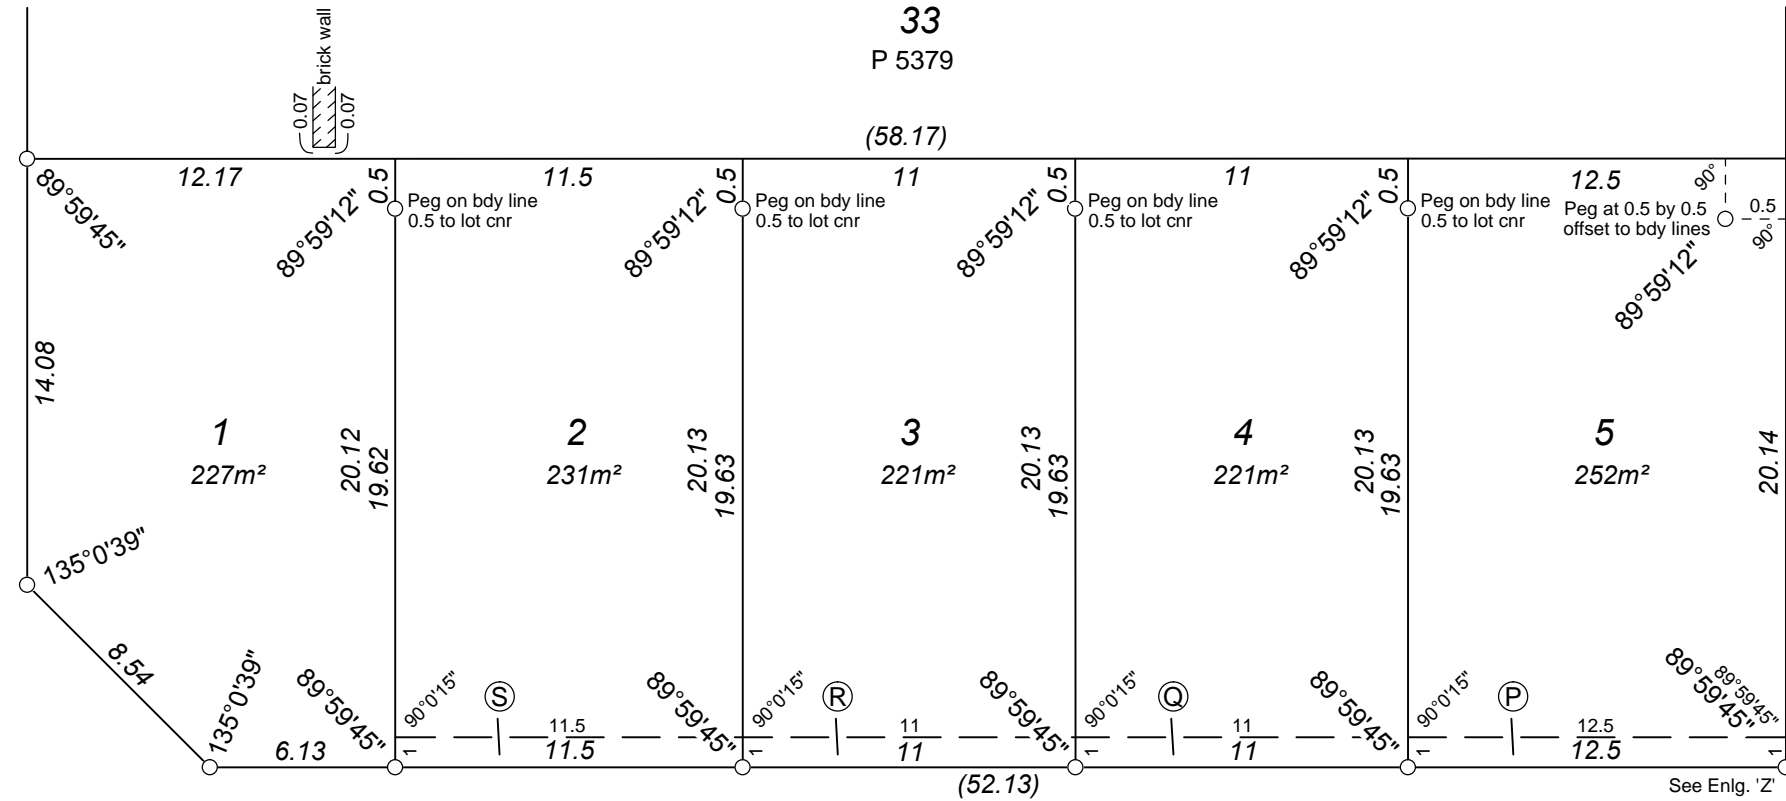 33
P 5379
brick wall
0.07
0.07
(58.17)
12.17
11.5
11
11
12.5
0.5
0.5
0.5
0.5
90°
0.5
90°
Peg on bdy line
0.5 to lot cnr
Peg on bdy line
0.5 to lot cnr
Peg on bdy line
0.5 to lot cnr
Peg on bdy line
0.5 to lot cnr
Peg at 0.5 by 0.5
offset to bdy lines
89°59'45"
89°59'12"
89°59'12"
89°59'12"
89°59'12"
89°59'12"
14.08
1
227m²
20.12
19.62
2
231m²
20.13
19.63
3
221m²
20.13
19.63
4
221m²
20.13
19.63
5
252m²
20.14
135°0'39"
8.54
135°0'39"
89°59'45"
90°0'15"
S
89°59'45"
90°0'15"
R
89°59'45"
90°0'15"
Q
89°59'45"
90°0'15"
P
89°59'45"
89°59'45"
6.13
1
11.5
11.5
1
11
11
1
11
11
1
12.5
12.5
1
(52.13)
See Enlg. 'Z'